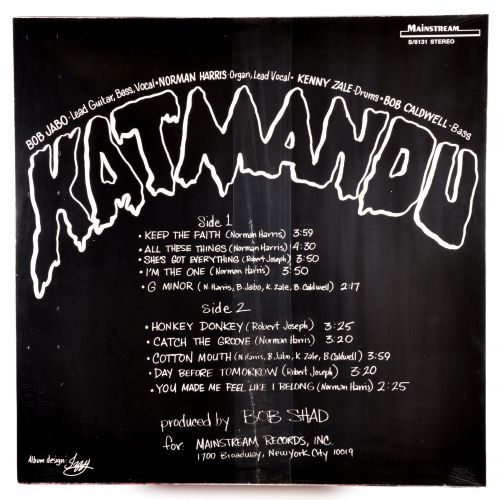 MAINSTREAM
S/6131 STEREO
BOB JABO-Lead Guitar, Bass, Vocal • NORMAN HARRIS-Organ, Lead Vocal • KENNY ZALE-Drums • BOB CALDWELL-Bass
KATMANDU
Side 1
• KEEP THE FAITH (Norman Harris) 3:59
• ALL THESE THINGS (Norman Harris) 4:30
• SHE'S GOT EVERYTHING (Robert Joseph) 3:50
• I'M THE ONE (Norman Harris) 3:50
• G MINOR (N. Harris, B. Jabo, K. Zale, B. Caldwell) 2:17
Side 2
• HONKEY DONKEY (Robert Joseph) 3:25
• CATCH THE GROOVE (Norman Harris) 3:20
• COTTON MOUTH (N. Harris, B. Jabo, K. Zale, B. Caldwell) 3:59
• DAY BEFORE TOMORROW (Robert Joseph) 3:20
• YOU MADE ME FEEL LIKE I BELONG (Norman Harris) 2:25
produced by BOB SHAD
for: MAINSTREAM RECORDS, INC.
1700 Broadway, New York City 10019
Album design: